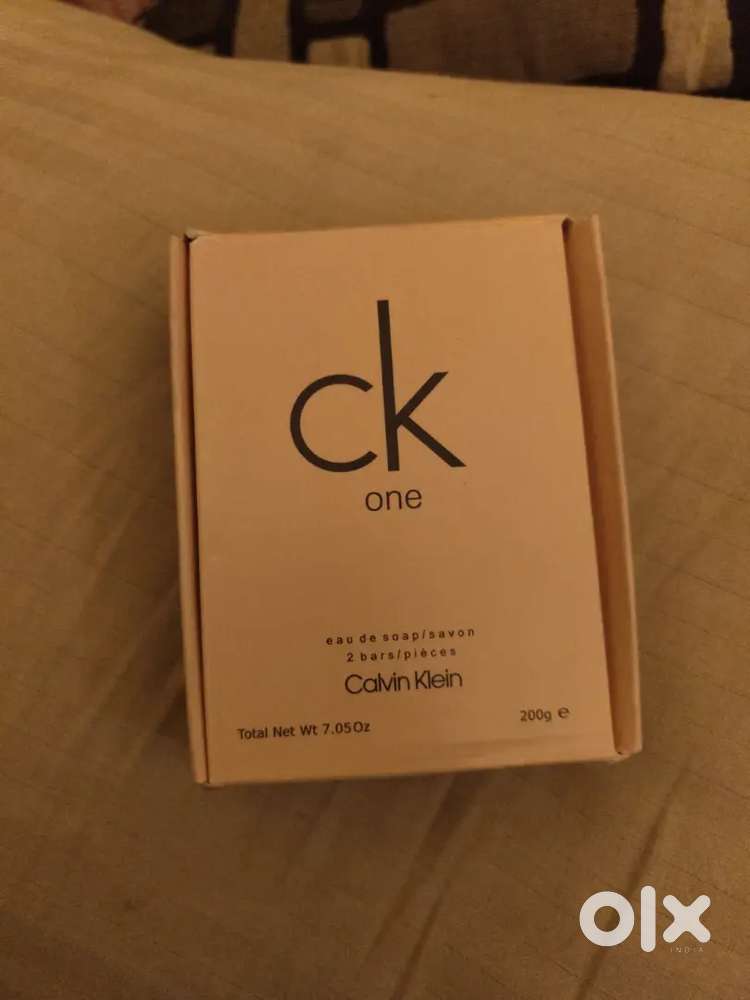 ck
one
eau de soap/savon
2 bars/pièces
Calvin Klein
Total Net Wt 7.05Oz
200g ℮
olx
INDIA